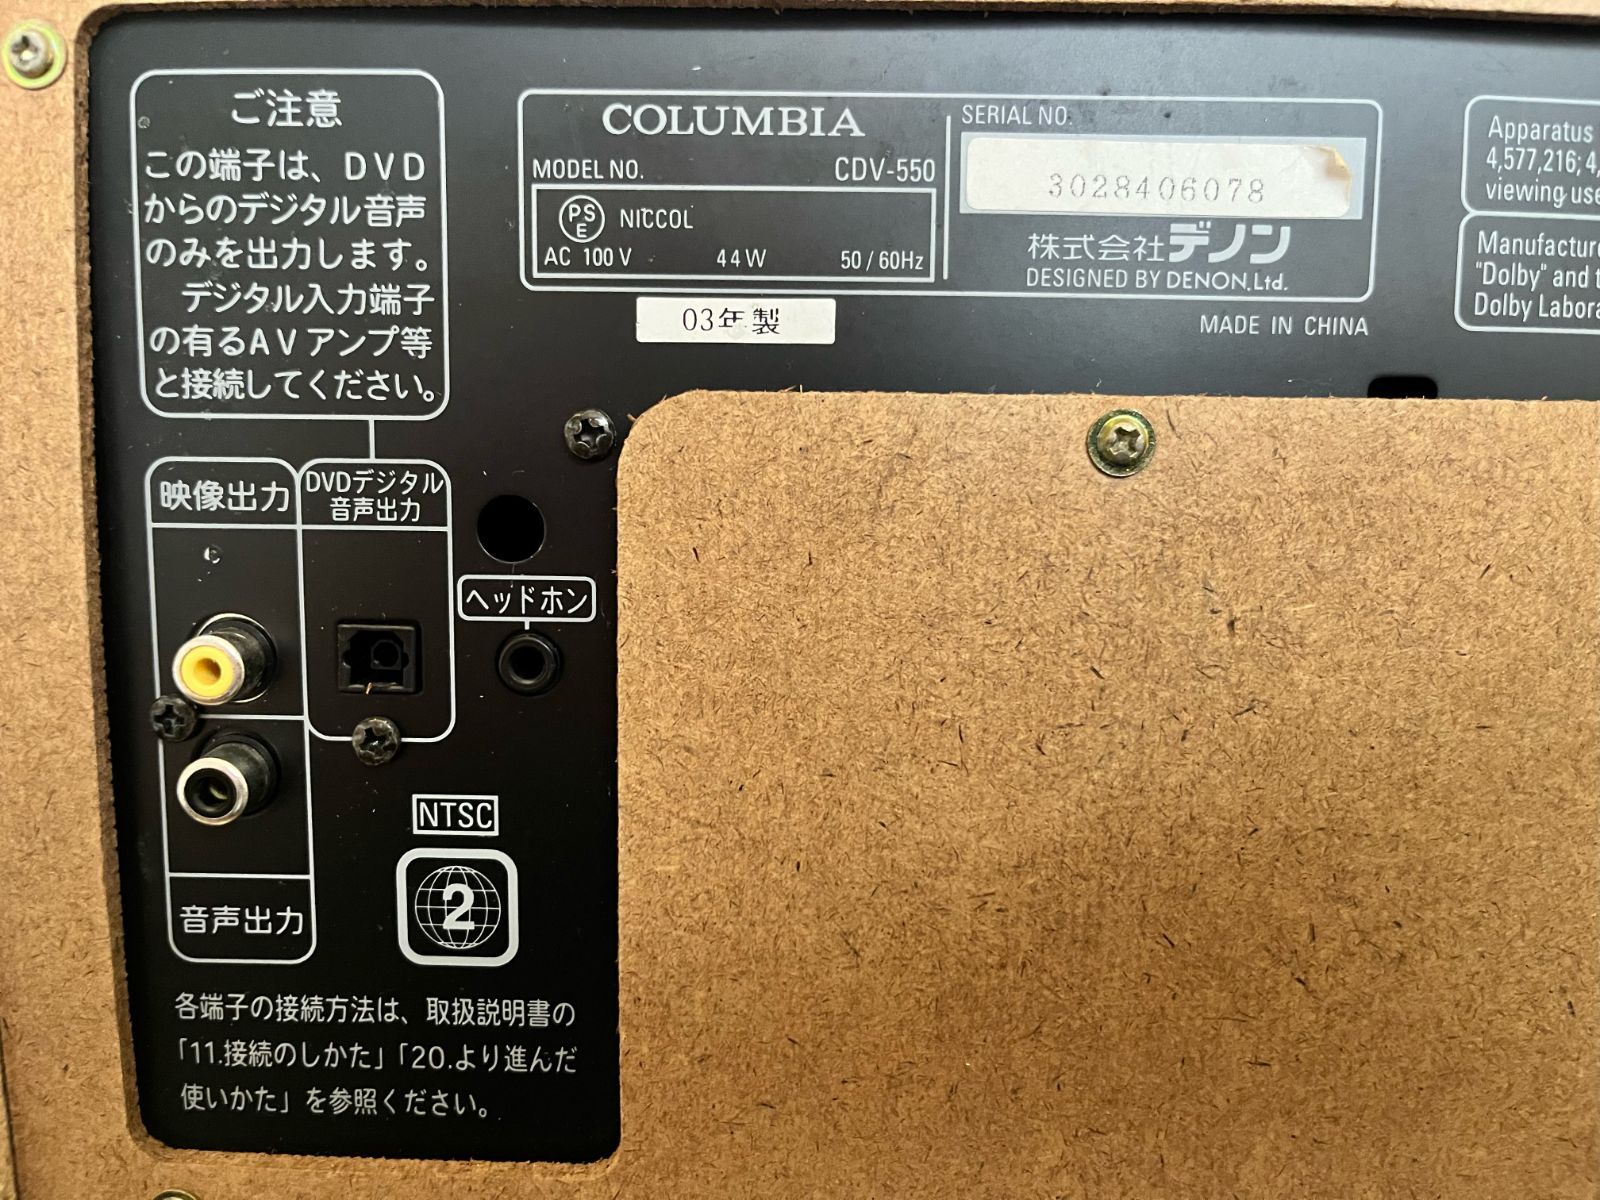 ご注意
この端子は、DVD
からのデジタル音声
のみを出力します。
デジタル入力端子
の有るAVアンプ等
と接続してください。
COLUMBIA
MODEL NO. CDV-550
PSE NICCOL
AC 100V 44W 50/60Hz
SERIAL NO.
3028406078
株式会社デノン
DESIGNED BY DENON,Ltd.
03年製
MADE IN CHINA
Apparatus
4,577,216; 4,
viewing use
Manufacture
"Dolby" and t
Dolby Labora
映像出力
DVDデジタル
音声出力
ヘッドホン
NTSC
2
音声出力
各端子の接続方法は、取扱説明書の
「11.接続のしかた」「20.より進んだ
使いかた」を参照ください。